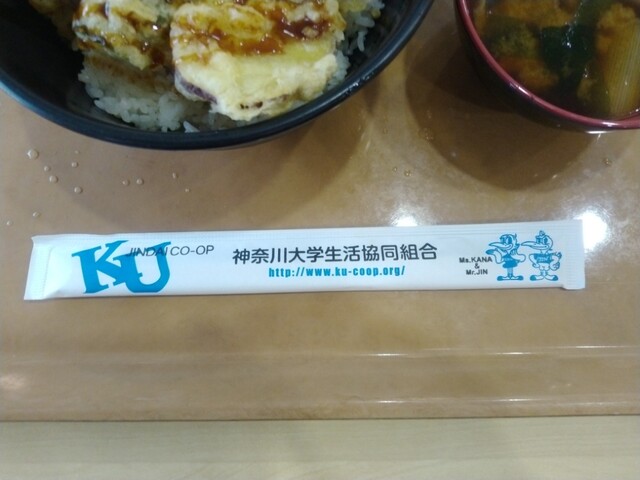 KU
JINDAI CO-OP
神奈川大学生活協同組合
http://www.ku-coop.org/
Ms.KANA
&
Mr.JIN